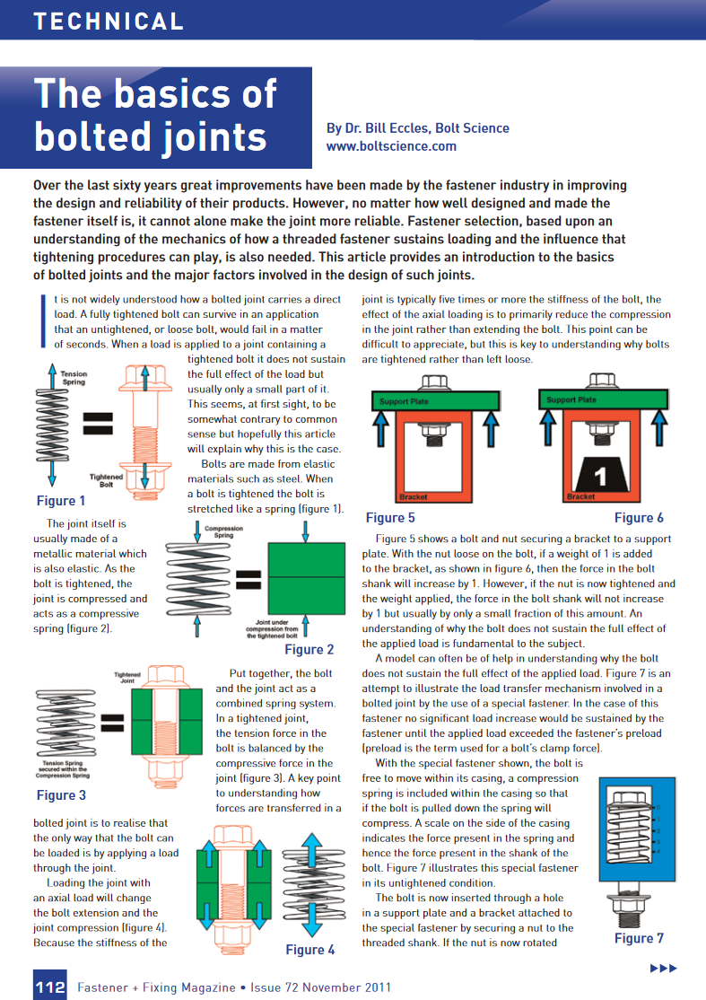 TECHNICAL
The basics of
bolted joints
By Dr. Bill Eccles, Bolt Science
www.boltscience.com
Over the last sixty years great improvements have been made by the fastener industry in improving
the design and reliability of their products. However, no matter how well designed and made the
fastener itself is, it cannot alone make the joint more reliable. Fastener selection, based upon an
understanding of the mechanics of how a threaded fastener sustains loading and the influence that
tightening procedures can play, is also needed. This article provides an introduction to the basics
of bolted joints and the major factors involved in the design of such joints.
It is not widely understood how a bolted joint carries a direct
load. A fully tightened bolt can survive in an application
that an untightened, or loose bolt, would fail in a matter
of seconds. When a load is applied to a joint containing a
tightened bolt it does not sustain
the full effect of the load but
usually only a small part of it.
This seems, at first sight, to be
somewhat contrary to common
sense but hopefully this article
will explain why this is the case.
Bolts are made from elastic
materials such as steel. When
a bolt is tightened the bolt is
stretched like a spring (figure 1).
Tension
Spring
Tightened
Bolt
Figure 1
The joint itself is
usually made of a
metallic material which
is also elastic. As the
bolt is tightened, the
joint is compressed and
acts as a compressive
spring (figure 2).
Compression
Spring
Joint under
compression from
the tightened bolt
Figure 2
Tightened
Joint
Tension Spring
secured within the
Compression Spring
Figure 3
Put together, the bolt
and the joint act as a
combined spring system.
In a tightened joint,
the tension force in the
bolt is balanced by the
compressive force in the
joint (figure 3). A key point
to understanding how
forces are transferred in a
bolted joint is to realise that
the only way that the bolt can
be loaded is by applying a load
through the joint.
Loading the joint with
an axial load will change
the bolt extension and the
joint compression (figure 4).
Because the stiffness of the
Figure 4
joint is typically five times or more the stiffness of the bolt, the
effect of the axial loading is to primarily reduce the compression
in the joint rather than extending the bolt. This point can be
difficult to appreciate, but this is key to understanding why bolts
are tightened rather than left loose.
Support Plate
Bracket
Figure 5
Support Plate
1
Bracket
Figure 6
Figure 5 shows a bolt and nut securing a bracket to a support
plate. With the nut loose on the bolt, if a weight of 1 is added
to the bracket, as shown in figure 6, then the force in the bolt
shank will increase by 1. However, if the nut is now tightened and
the weight applied, the force in the bolt shank will not increase
by 1 but usually by only a small fraction of this amount. An
understanding of why the bolt does not sustain the full effect of
the applied load is fundamental to the subject.
A model can often be of help in understanding why the bolt
does not sustain the full effect of the applied load. Figure 7 is an
attempt to illustrate the load transfer mechanism involved in a
bolted joint by the use of a special fastener. In the case of this
fastener no significant load increase would be sustained by the
fastener until the applied load exceeded the fastener's preload
(preload is the term used for a bolt's clamp force).
With the special fastener shown, the bolt is
free to move within its casing, a compression
spring is included within the casing so that
if the bolt is pulled down the spring will
compress. A scale on the side of the casing
indicates the force present in the spring and
hence the force present in the shank of the
bolt. Figure 7 illustrates this special fastener
in its untightened condition.
The bolt is now inserted through a hole
in a support plate and a bracket attached to
the special fastener by securing a nut to the
threaded shank. If the nut is now rotated
0
1
2
3
4
Figure 7
112 Fastener + Fixing Magazine • Issue 72 November 2011